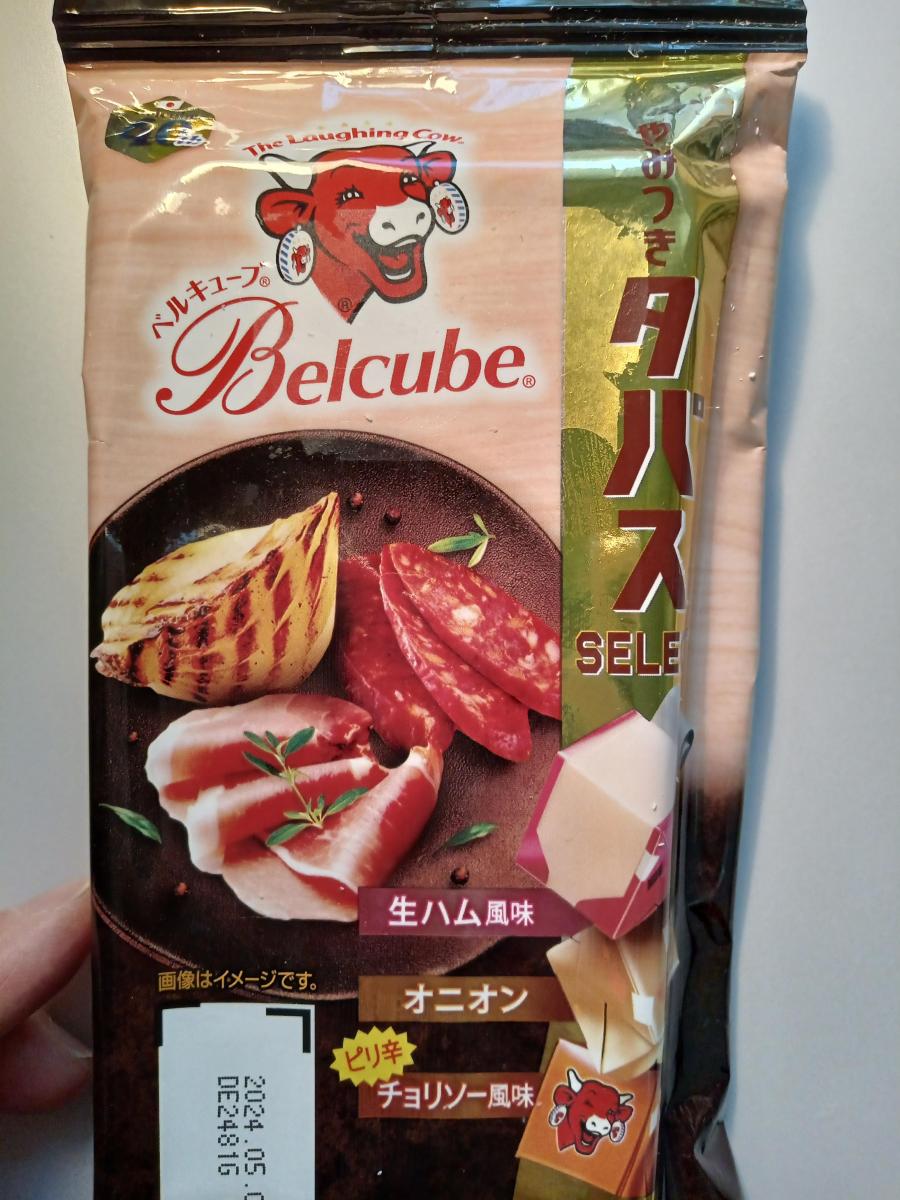 The Laughing Cow®
ベルキューブ®
Belcube®
やみつき
タパス
SELE
生ハム風味
オニオン
ピリ辛
チョリソー風味
画像はイメージです。
2024.05.0
DE24816